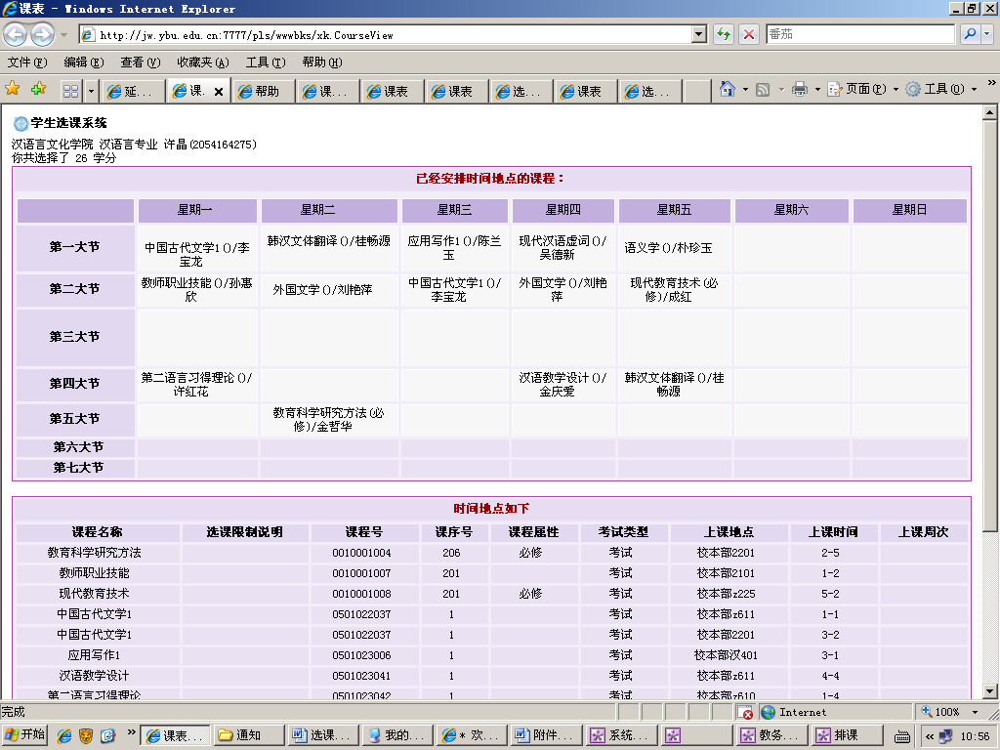 课表 - Windows Internet Explorer
http://jw.ybu.edu.cn:7777/pls/wwwbks/xk.CourseView
番茄
文件(F) 编辑(E) 查看(V) 收藏夹(A) 工具(T) 帮助(H)
延... 课. 帮助 课... 课表 课表 选... 课表 选... 页面(P) 工具(O) »
学生选课系统
汉语言文化学院 汉语言专业 许晶(2054164275)
你共选择了 26 学分
已经安排时间地点的课程：
星期一 星期二 星期三 星期四 星期五 星期六 星期日
第一大节 中国古代文学1()/李宝龙 韩汉文体翻译()/桂畅源 应用写作1()/陈兰玉 现代汉语虚词()/吴德新 语义学()/朴珍玉
第二大节 教师职业技能()/孙惠欣 外国文学()/刘艳萍 中国古代文学1()/李宝龙 外国文学()/刘艳萍 现代教育技术(必修)/成红
第三大节
第四大节 第二语言习得理论()/许红花 汉语教学设计()/金庆爱 韩汉文体翻译()/桂畅源
第五大节 教育科学研究方法(必修)/金哲华
第六大节
第七大节
时间地点如下
课程名称 选课限制说明 课程号 课序号 课程属性 考试类型 上课地点 上课时间 上课周次
教育科学研究方法 0010001004 206 必修 考试 校本部2201 2-5
教师职业技能 0010001007 201 考试 校本部2101 1-2
现代教育技术 0010001008 201 必修 考试 校本部z225 5-2
中国古代文学1 0501022037 1 考试 校本部z611 1-1
中国古代文学1 0501022037 1 考试 校本部2201 3-2
应用写作1 0501023006 1 考试 校本部汉401 3-1
汉语教学设计 0501023041 1 考试 校本部z611 4-4
第二语言习得理论 0501023042 1 考试 校本部z610 1-4
完成 Internet 100%
开始 » 课表... 通知 选课... 我的... * 欢... 附件... 系统... 教务... 排课 « 10:56